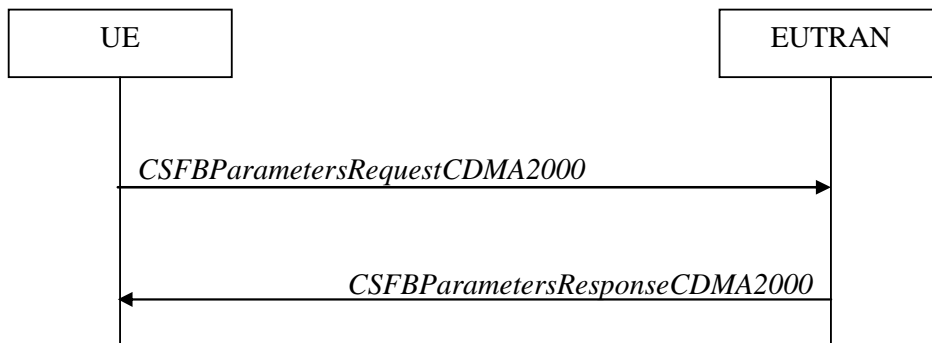 UE
EUTRAN
CSFBParametersRequestCDMA2000
CSFBParametersResponseCDMA2000